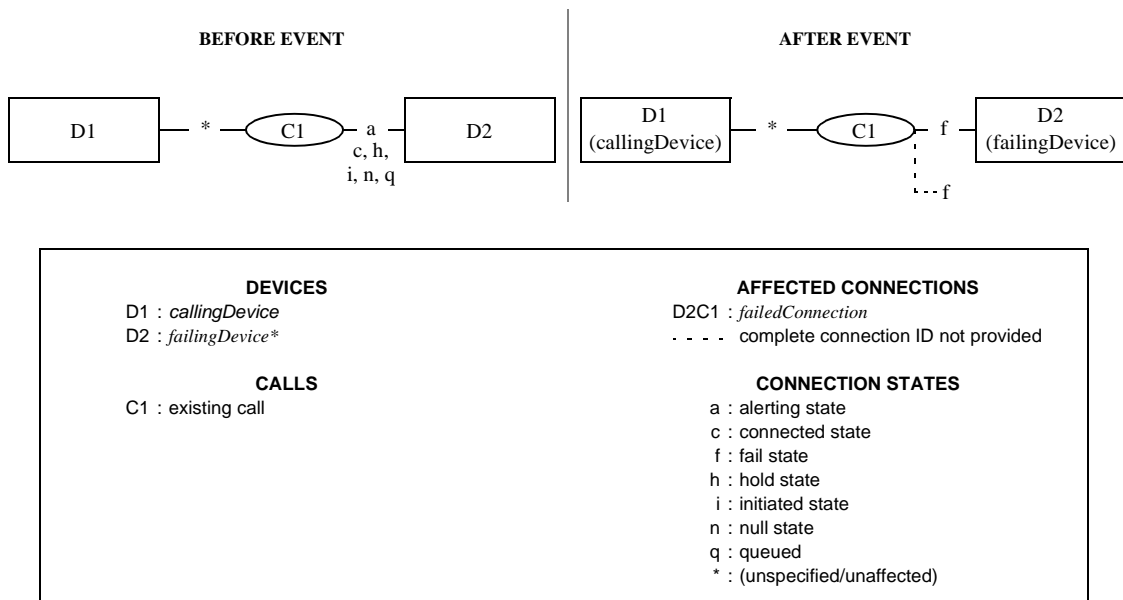 BEFORE EVENT
AFTER EVENT
D1 * C1 a D2
c, h,
i, n, q
D1
(callingDevice)
* C1 f
D2
(failingDevice)
f
DEVICES
D1 : callingDevice
D2 : failingDevice*
CALLS
C1 : existing call
AFFECTED CONNECTIONS
D2C1 : failedConnection
- - - - complete connection ID not provided
CONNECTION STATES
a : alerting state
c : connected state
f : fail state
h : hold state
i : initiated state
n : null state
q : queued
* : (unspecified/unaffected)